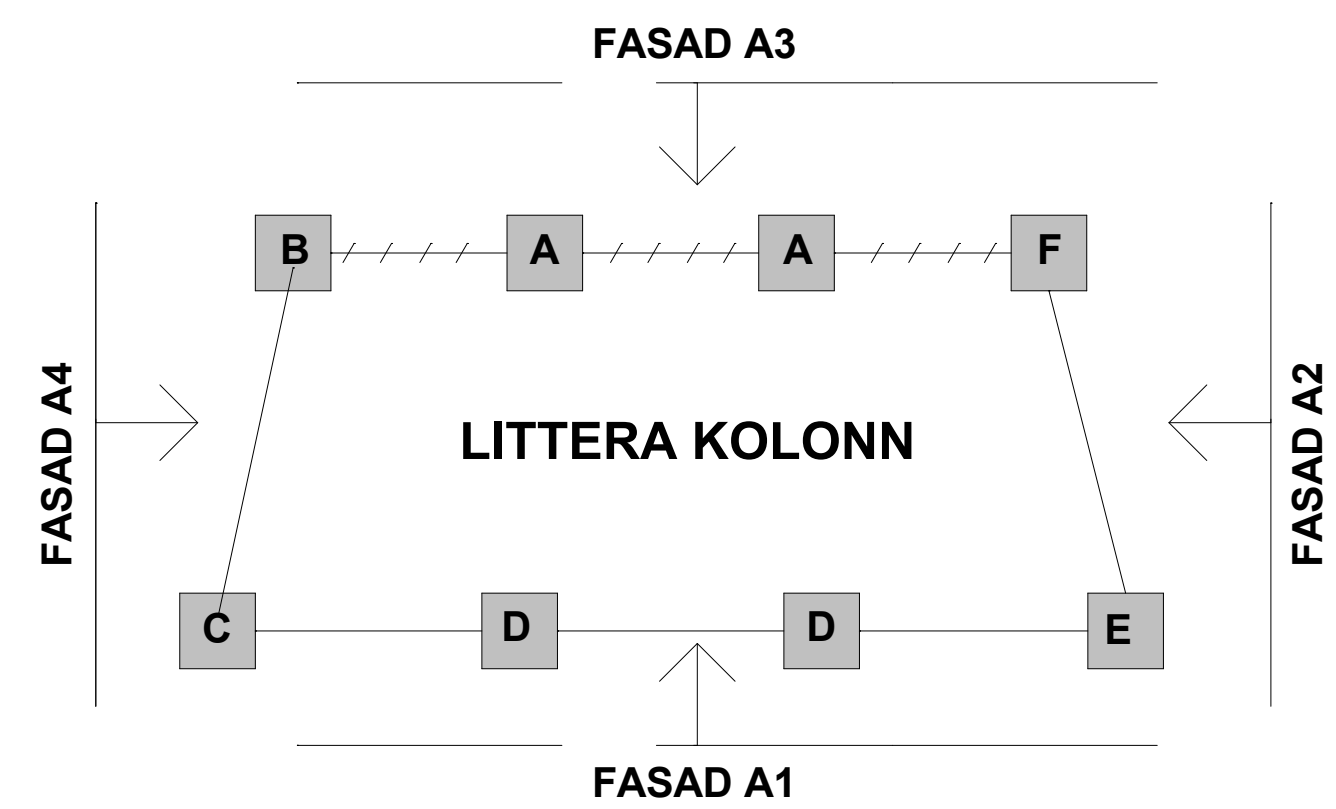 FASAD A3
B A A F
FASAD A4
LITTERA KOLONN
FASAD A2
C D D E
FASAD A1